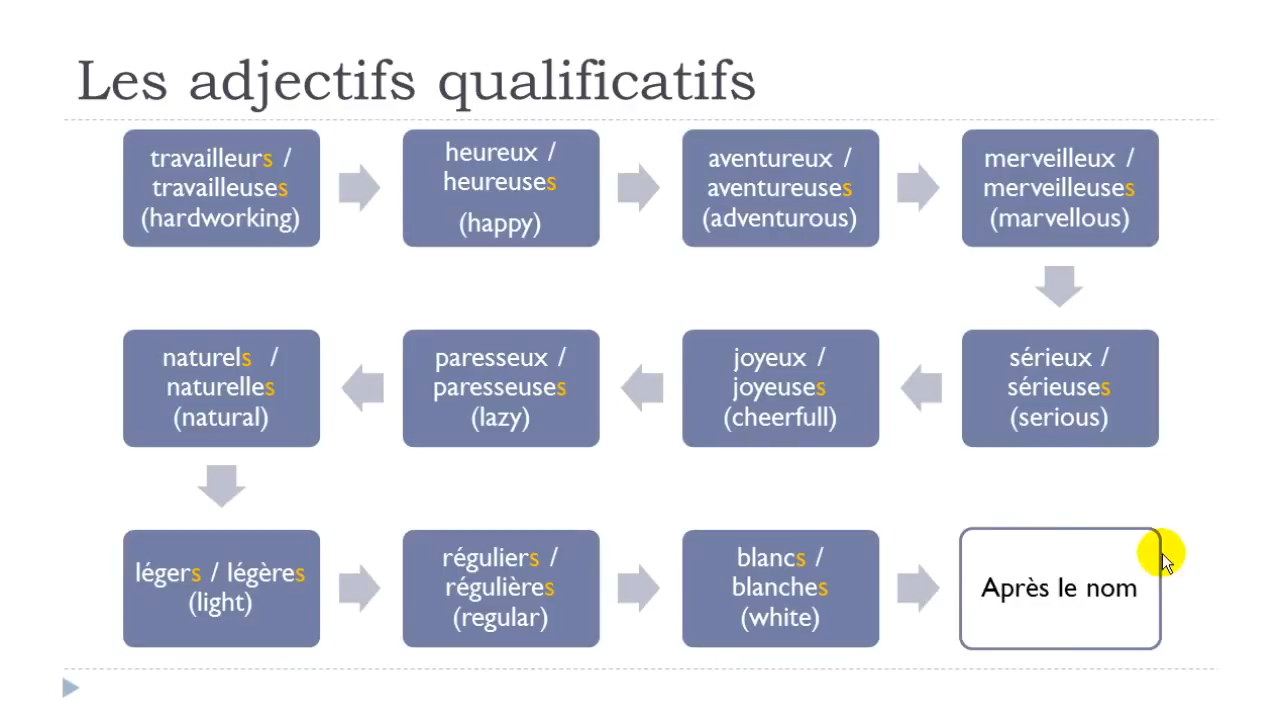 Les adjectifs qualificatifs
travailleurs /
travailleuses
(hardworking)
heureux /
heureuses
(happy)
aventureux /
aventureuses
(adventurous)
merveilleux /
merveilleuses
(marvellous)
sérieux /
sérieuses
(serious)
joyeux /
joyeuses
(cheerfull)
paresseux /
paresseuses
(lazy)
naturels /
naturelles
(natural)
légers / légères
(light)
réguliers /
régulières
(regular)
blancs /
blanches
(white)
Après le nom